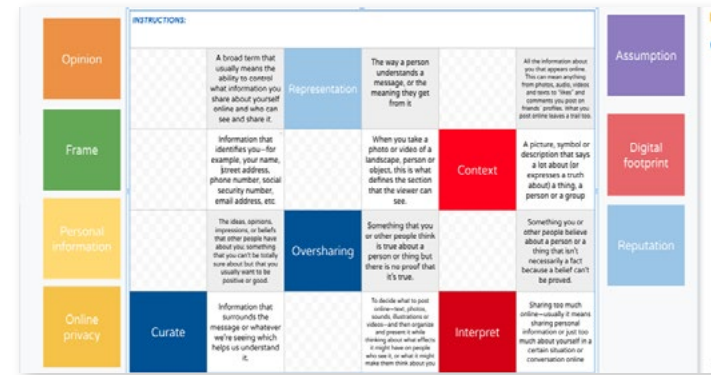 INSTRUCTIONS:
Opinion
Frame
Personal
information
Online
privacy
A broad term that
usually means the
ability to control
what information you
share about yourself
online and who can
see and share it.
Representation
The way a person
understands a
message, or the
meaning they get
from it
All the information about
you that appears online.
This can mean anything
from photos, audio, videos
and texts to "likes" and
comments you post on
friends' profiles. What you
post online leaves a trail too.
Information that
identifies you—for
example, your name,
street address,
phone number, social
security number,
email address, etc
When you take a
photo or video of a
landscape, person or
object, this is what
defines the section
that the viewer can
see.
Context
A picture, symbol or
description that says
a lot about (or
expresses a truth
about) a thing, a
person or a group
The ideas, opinions,
impressions, or beliefs
that other people have
about you; something
that you can't be totally
sure about but that you
usually want to be
positive or good.
Oversharing
Something that you
or other people think
is true about a
person or thing but
there is no proof that
it's true.
Something you or
other people believe
about a person or a
thing that isn't
necessarily a fact
because a belief can't
be proved.
Curate
Information that
surrounds the
message or whatever
we're seeing which
helps us understand
it.
To decide what to post
online—text, photos,
sounds, illustrations or
videos—and then organize
and present it while
thinking about what effects
it might have on people
who see it, or what it might
make them think about you
Interpret
Sharing too much
online—usually it means
sharing personal
information or just too
much about yourself in a
certain situation or
conversation online
Assumption
Digital
footprint
Reputation